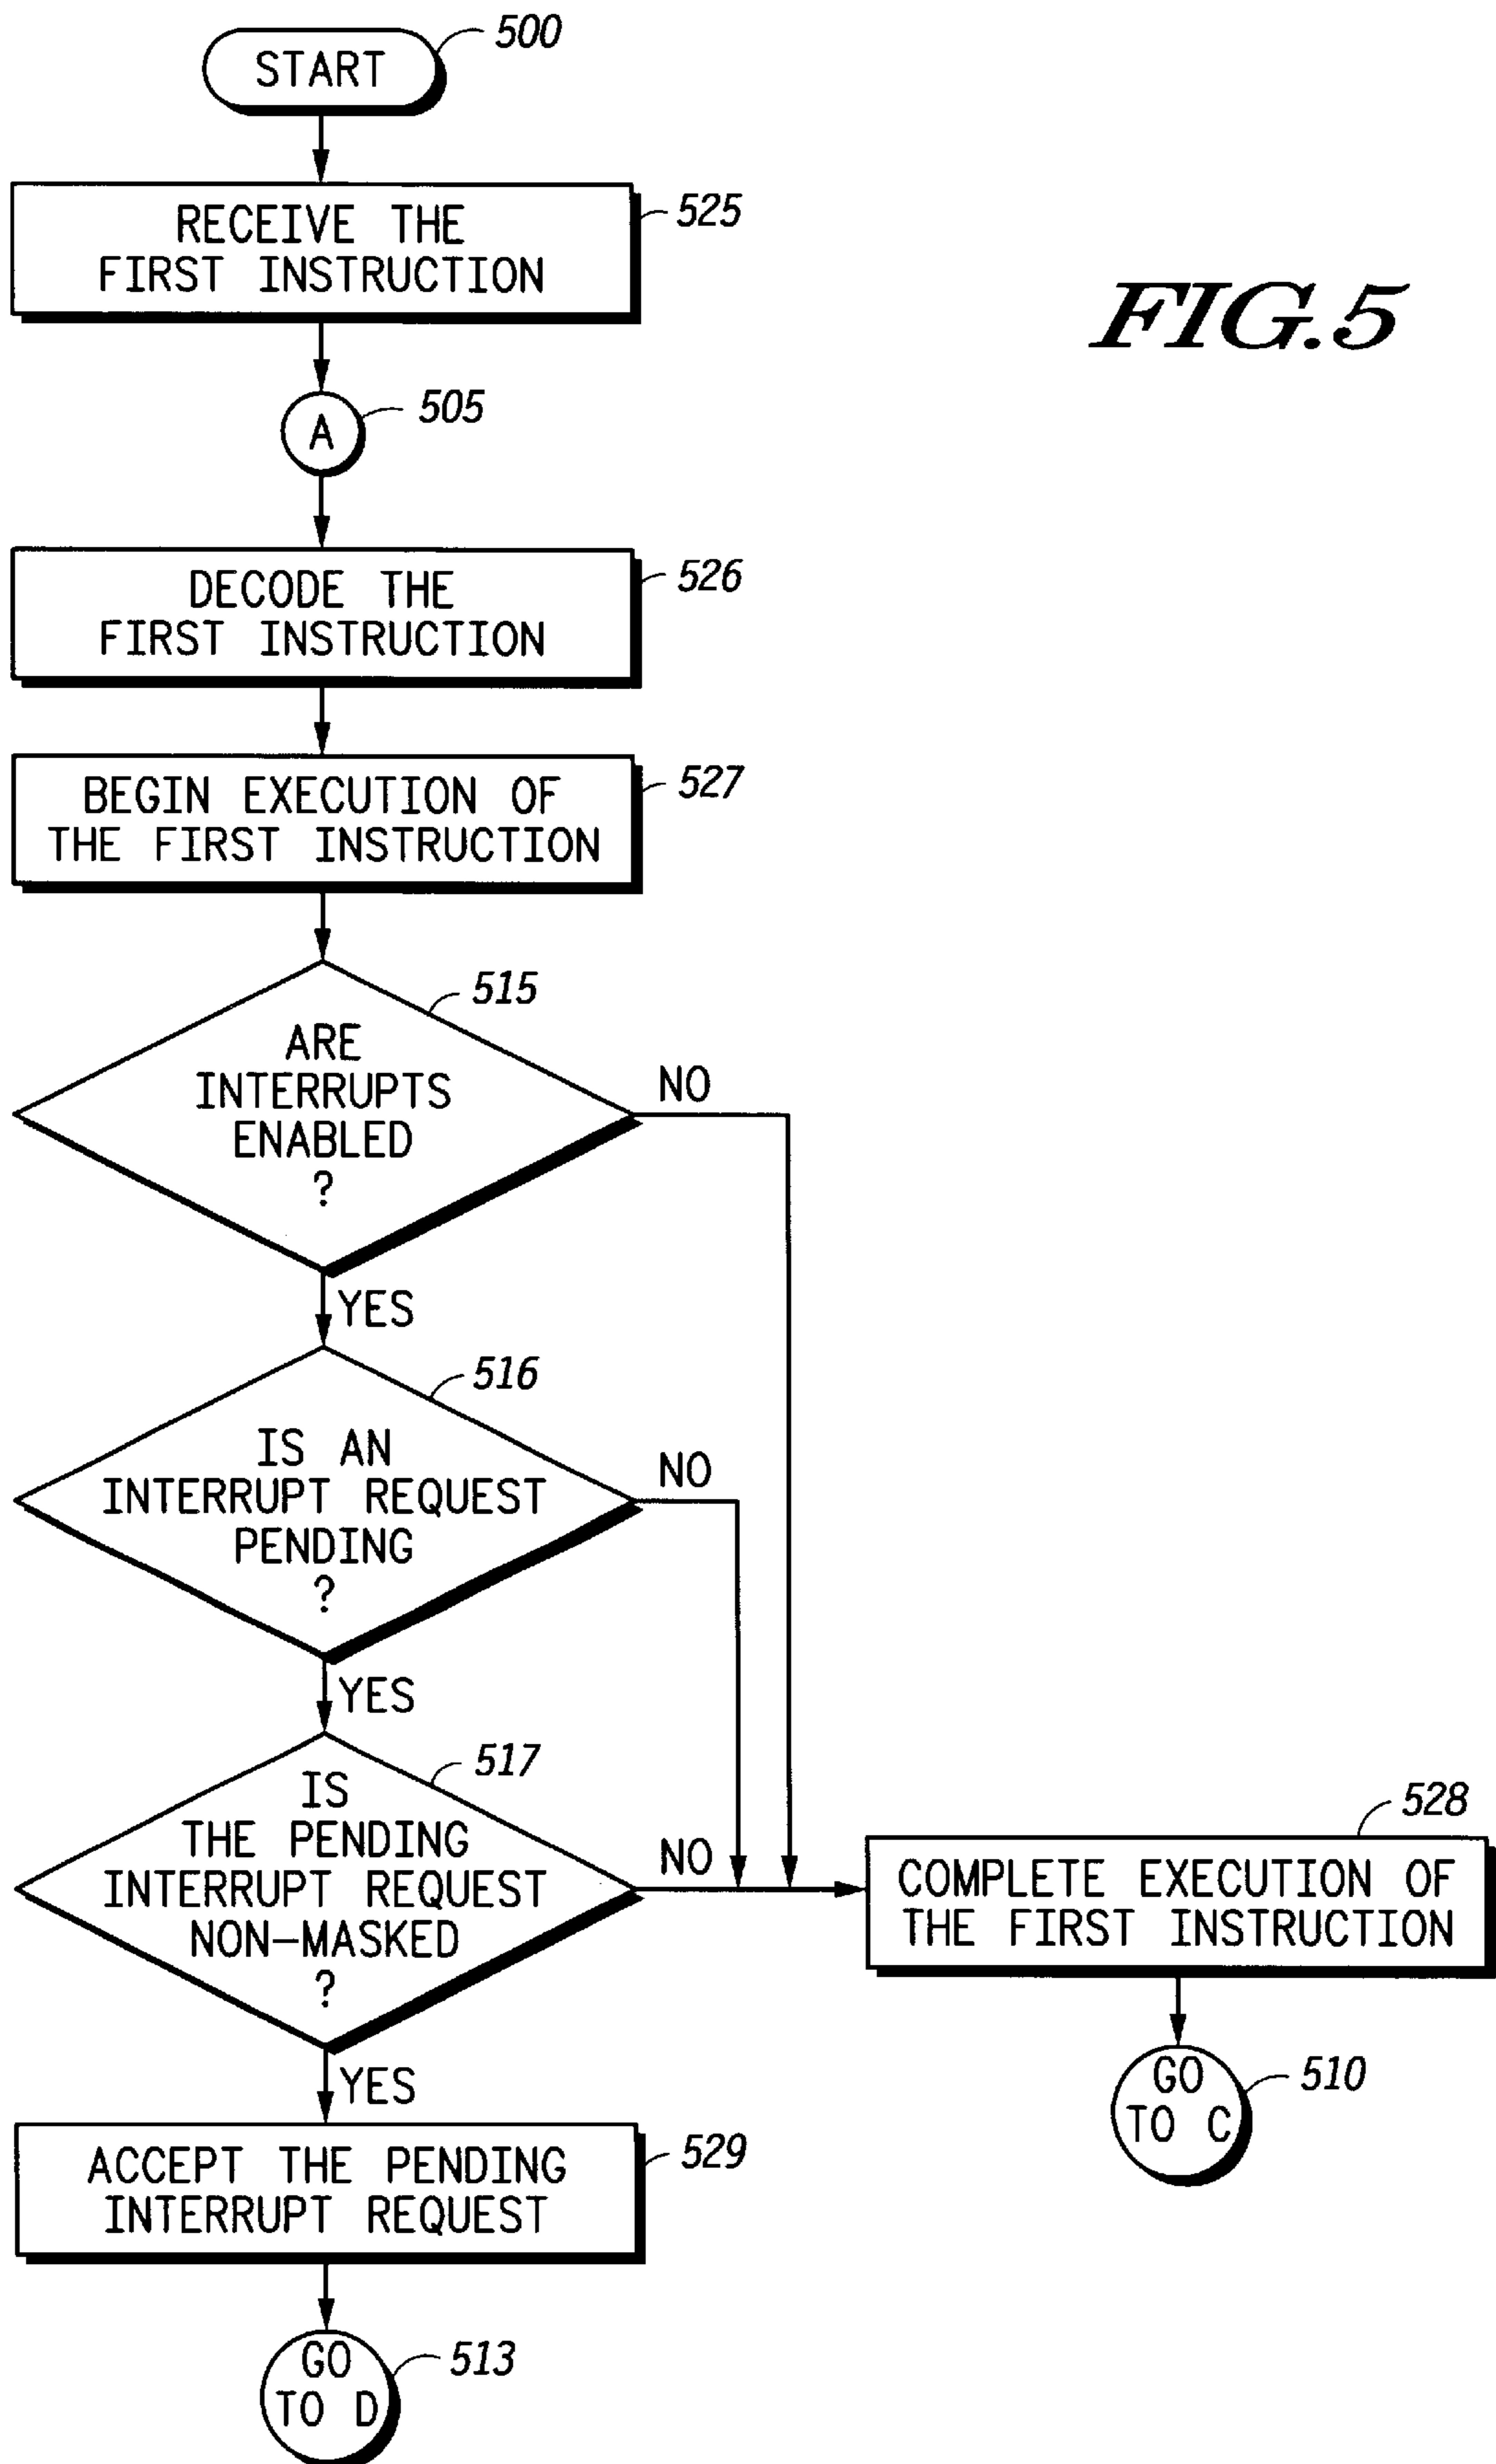 START
500
RECEIVE THE
FIRST INSTRUCTION
525
FIG.5
A
505
DECODE THE
FIRST INSTRUCTION
526
BEGIN EXECUTION OF
THE FIRST INSTRUCTION
527
515
ARE
INTERRUPTS
ENABLED
?
NO
YES
516
IS AN
INTERRUPT REQUEST
PENDING
?
NO
YES
517
IS
THE PENDING
INTERRUPT REQUEST
NON-MASKED
?
NO
YES
528
COMPLETE EXECUTION OF
THE FIRST INSTRUCTION
GO
TO C
510
ACCEPT THE PENDING
INTERRUPT REQUEST
529
GO
TO D
513